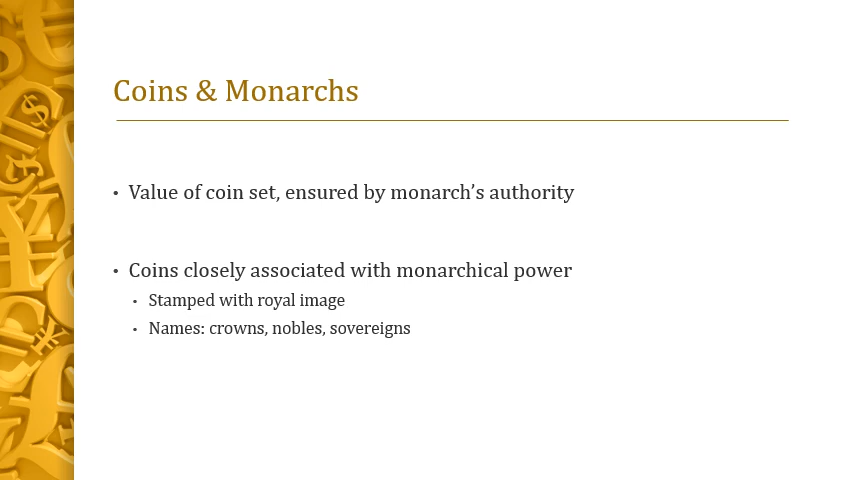 Coins & Monarchs
• Value of coin set, ensured by monarch’s authority
• Coins closely associated with monarchical power
• Stamped with royal image
• Names: crowns, nobles, sovereigns